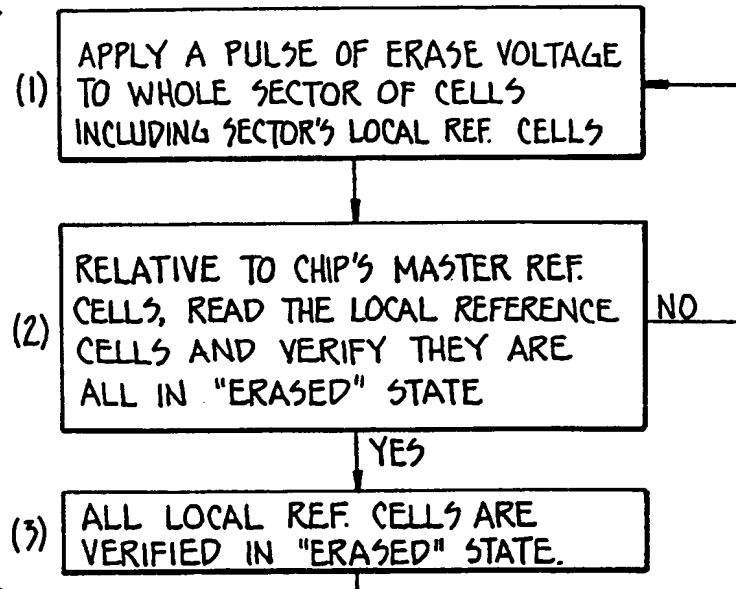 (1)
APPLY A PULSE OF ERASE VOLTAGE
TO WHOLE SECTOR OF CELLS
INCLUDING SECTOR'S LOCAL REF. CELLS
(2)
RELATIVE TO CHIP'S MASTER REF.
CELLS, READ THE LOCAL REFERENCE
CELLS AND VERIFY THEY ARE
ALL IN "ERASED" STATE
NO
YES
(3)
ALL LOCAL REF. CELLS ARE
VERIFIED IN "ERASED" STATE.